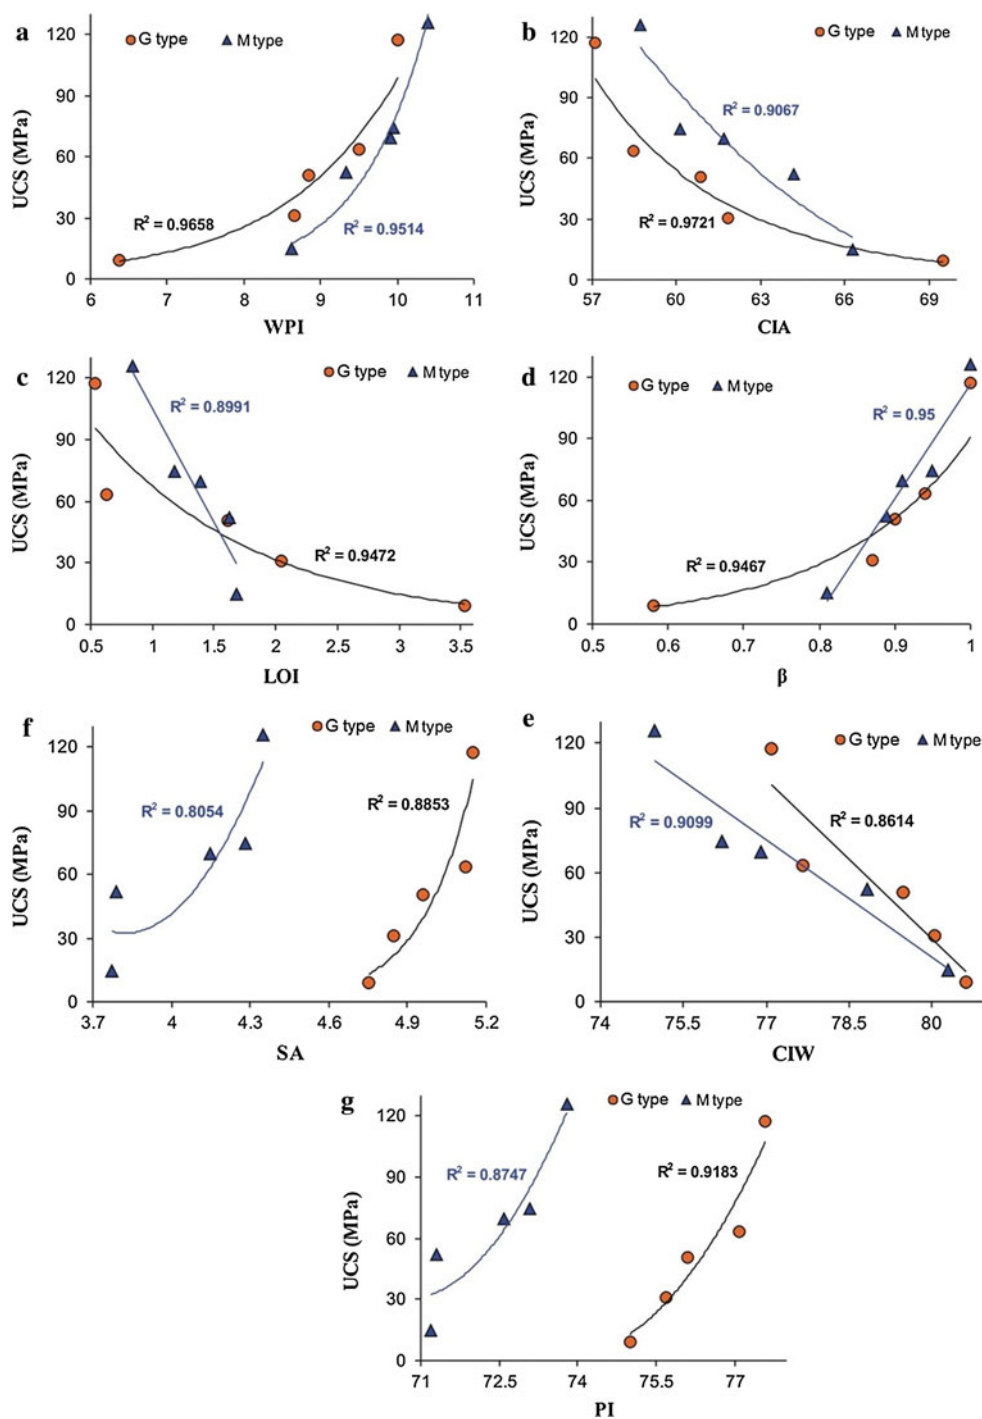 a
G type
M type
120
90
60
30
0
UCS (MPa)
R² = 0.9658
R² = 0.9514
6 7 8 9 10 11
WPI
b
G type
M type
120
90
60
30
0
UCS (MPa)
R² = 0.9067
R² = 0.9721
57 60 63 66 69
CIA
c
G type
M type
120
90
60
30
0
UCS (MPa)
R² = 0.8991
R² = 0.9472
0.5 1 1.5 2 2.5 3 3.5
LOI
d
G type
M type
120
90
60
30
0
UCS (MPa)
R² = 0.95
R² = 0.9467
0.5 0.6 0.7 0.8 0.9 1
β
f
G type
M type
120
90
60
30
0
UCS (MPa)
R² = 0.8054
R² = 0.8853
3.7 4 4.3 4.6 4.9 5.2
SA
e
G type
M type
120
90
60
30
0
UCS (MPa)
R² = 0.9099
R² = 0.8614
74 75.5 77 78.5 80
CIW
g
G type
M type
120
90
60
30
0
UCS (MPa)
R² = 0.8747
R² = 0.9183
71 72.5 74 75.5 77
PI